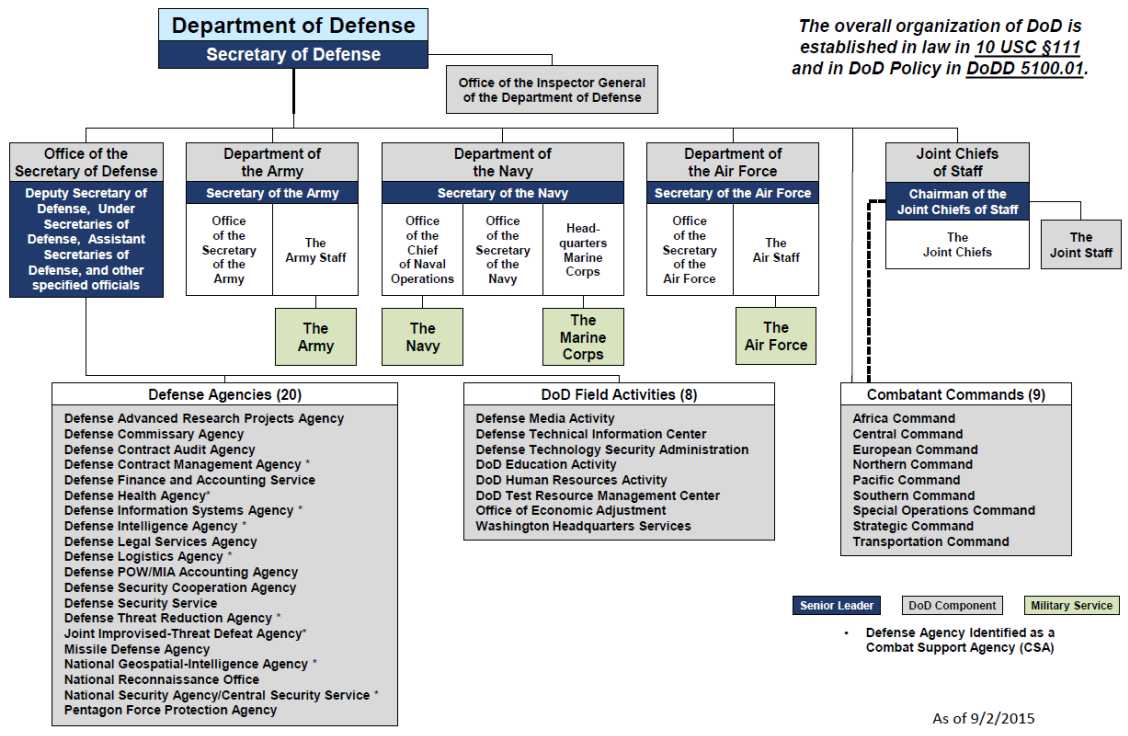 Department of Defense
Secretary of Defense
The overall organization of DoD is
established in law in 10 USC §111
and in DoD Policy in DoDD 5100.01.
Office of the Inspector General
of the Department of Defense
Office of the
Secretary of Defense
Deputy Secretary of
Defense, Under
Secretaries of
Defense, Assistant
Secretaries of
Defense, and other
specified officials
Department of
the Army
Secretary of the Army
Office
of the
Secretary
of the
Army
The
Army Staff
Department of
the Navy
Secretary of the Navy
Office
of the
Chief
of Naval
Operations
Office
of the
Secretary
of the
Navy
Head-
quarters
Marine
Corps
Department of
the Air Force
Secretary of the Air Force
Office
of the
Secretary
of the
Air Force
The
Air Staff
Joint Chiefs
of Staff
Chairman of the
Joint Chiefs of Staff
The
Joint Chiefs
The
Joint Staff
The
Army
The
Navy
The
Marine
Corps
The
Air Force
Defense Agencies (20)
Defense Advanced Research Projects Agency
Defense Commissary Agency
Defense Contract Audit Agency
Defense Contract Management Agency *
Defense Finance and Accounting Service
Defense Health Agency*
Defense Information Systems Agency *
Defense Intelligence Agency *
Defense Legal Services Agency
Defense Logistics Agency *
Defense POW/MIA Accounting Agency
Defense Security Cooperation Agency
Defense Security Service
Defense Threat Reduction Agency *
Joint Improvised-Threat Defeat Agency*
Missile Defense Agency
National Geospatial-Intelligence Agency *
National Reconnaissance Office
National Security Agency/Central Security Service *
Pentagon Force Protection Agency
DoD Field Activities (8)
Defense Media Activity
Defense Technical Information Center
Defense Technology Security Administration
DoD Education Activity
DoD Human Resources Activity
DoD Test Resource Management Center
Office of Economic Adjustment
Washington Headquarters Services
Combatant Commands (9)
Africa Command
Central Command
European Command
Northern Command
Pacific Command
Southern Command
Special Operations Command
Strategic Command
Transportation Command
Senior Leader
DoD Component
Military Service
• Defense Agency Identified as a
Combat Support Agency (CSA)
As of 9/2/2015